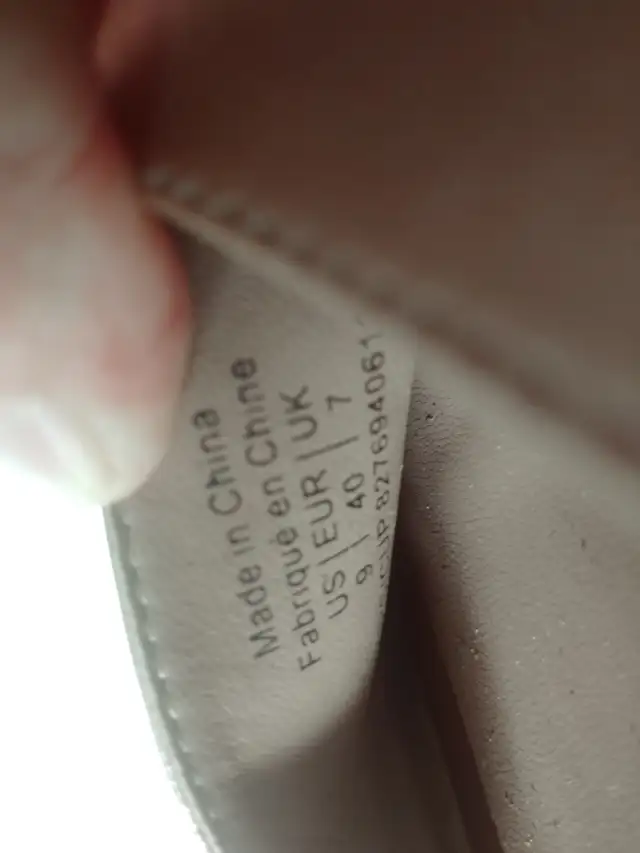 Made in China
Fabriqué en Chine
US | EUR | UK
9 | 40 | 7
827694061